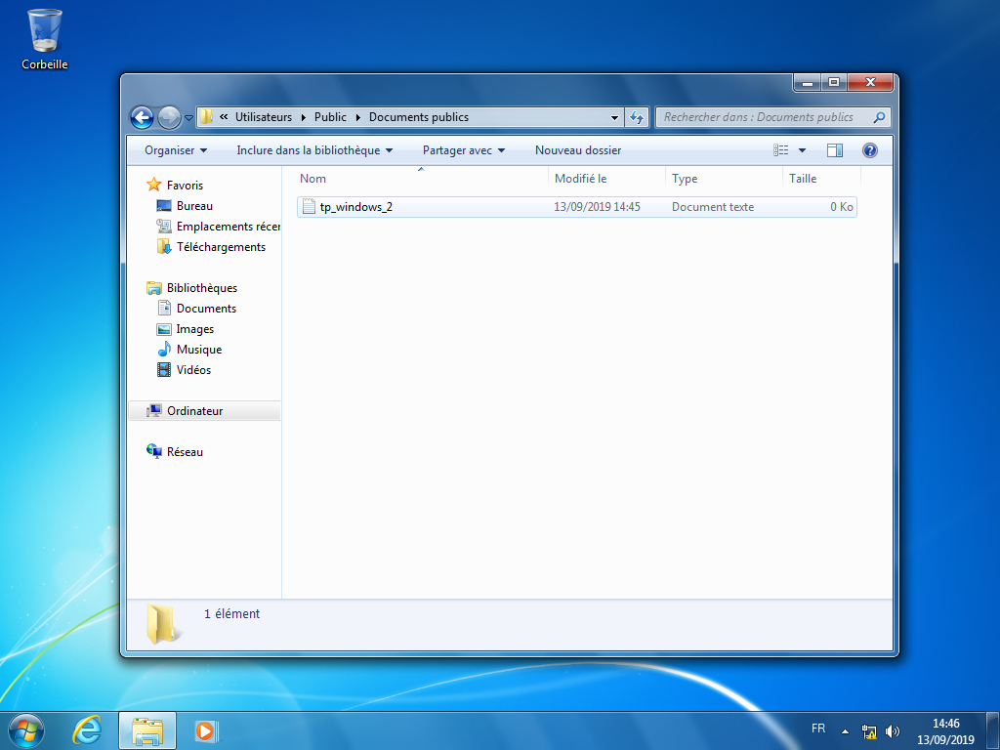 Corbeille
« Utilisateurs Public Documents publics
Rechercher dans : Documents publics
Organiser Inclure dans la bibliothèque Partager avec Nouveau dossier
Nom Modifié le Type Taille
tp_windows_2 13/09/2019 14:45 Document texte 0 Ko
Favoris
Bureau
Emplacements récer
Téléchargements
Bibliothèques
Documents
Images
Musique
Vidéos
Ordinateur
Réseau
1 élément
FR
14:46
13/09/2019